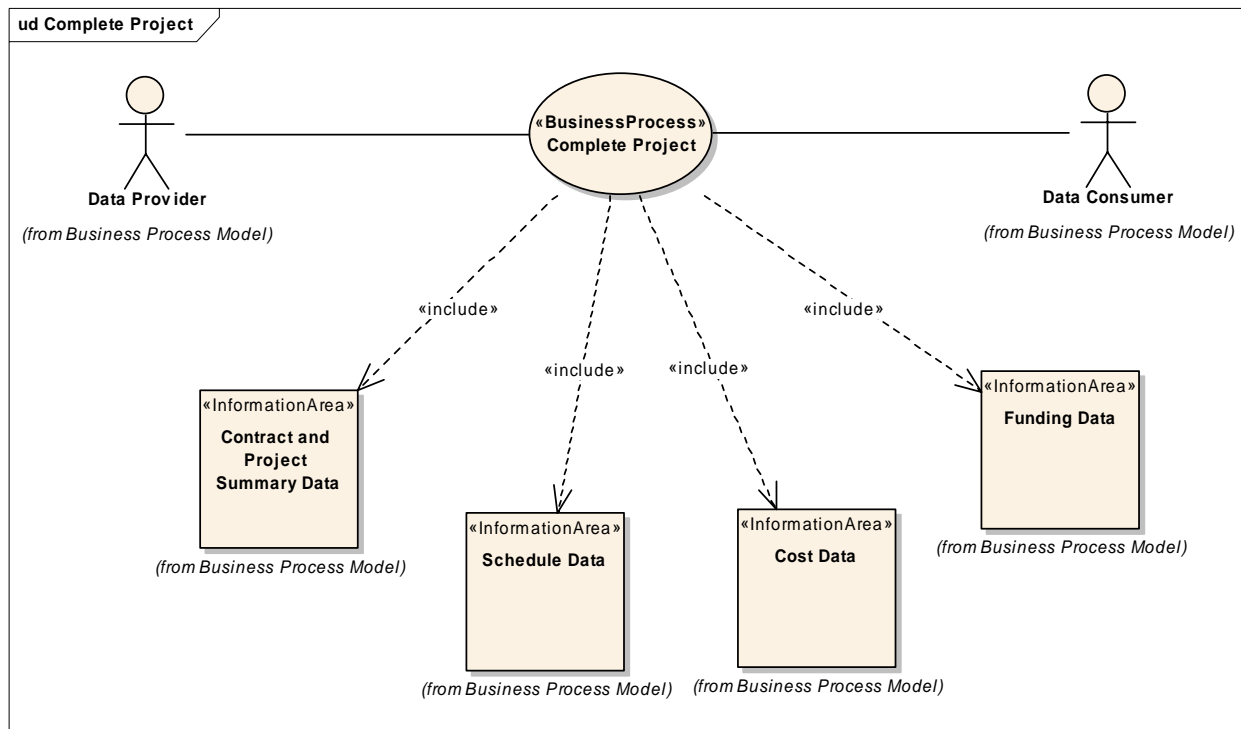 ud Complete Project
«BusinessProcess»
Complete Project
Data Provider
(from Business Process Model)
Data Consumer
(from Business Process Model)
«include»
«include»
«include»
«include»
«InformationArea»
Contract and
Project
Summary Data
(from Business Process Model)
«InformationArea»
Schedule Data
(from Business Process Model)
«InformationArea»
Cost Data
(from Business Process Model)
«InformationArea»
Funding Data
(from Business Process Model)